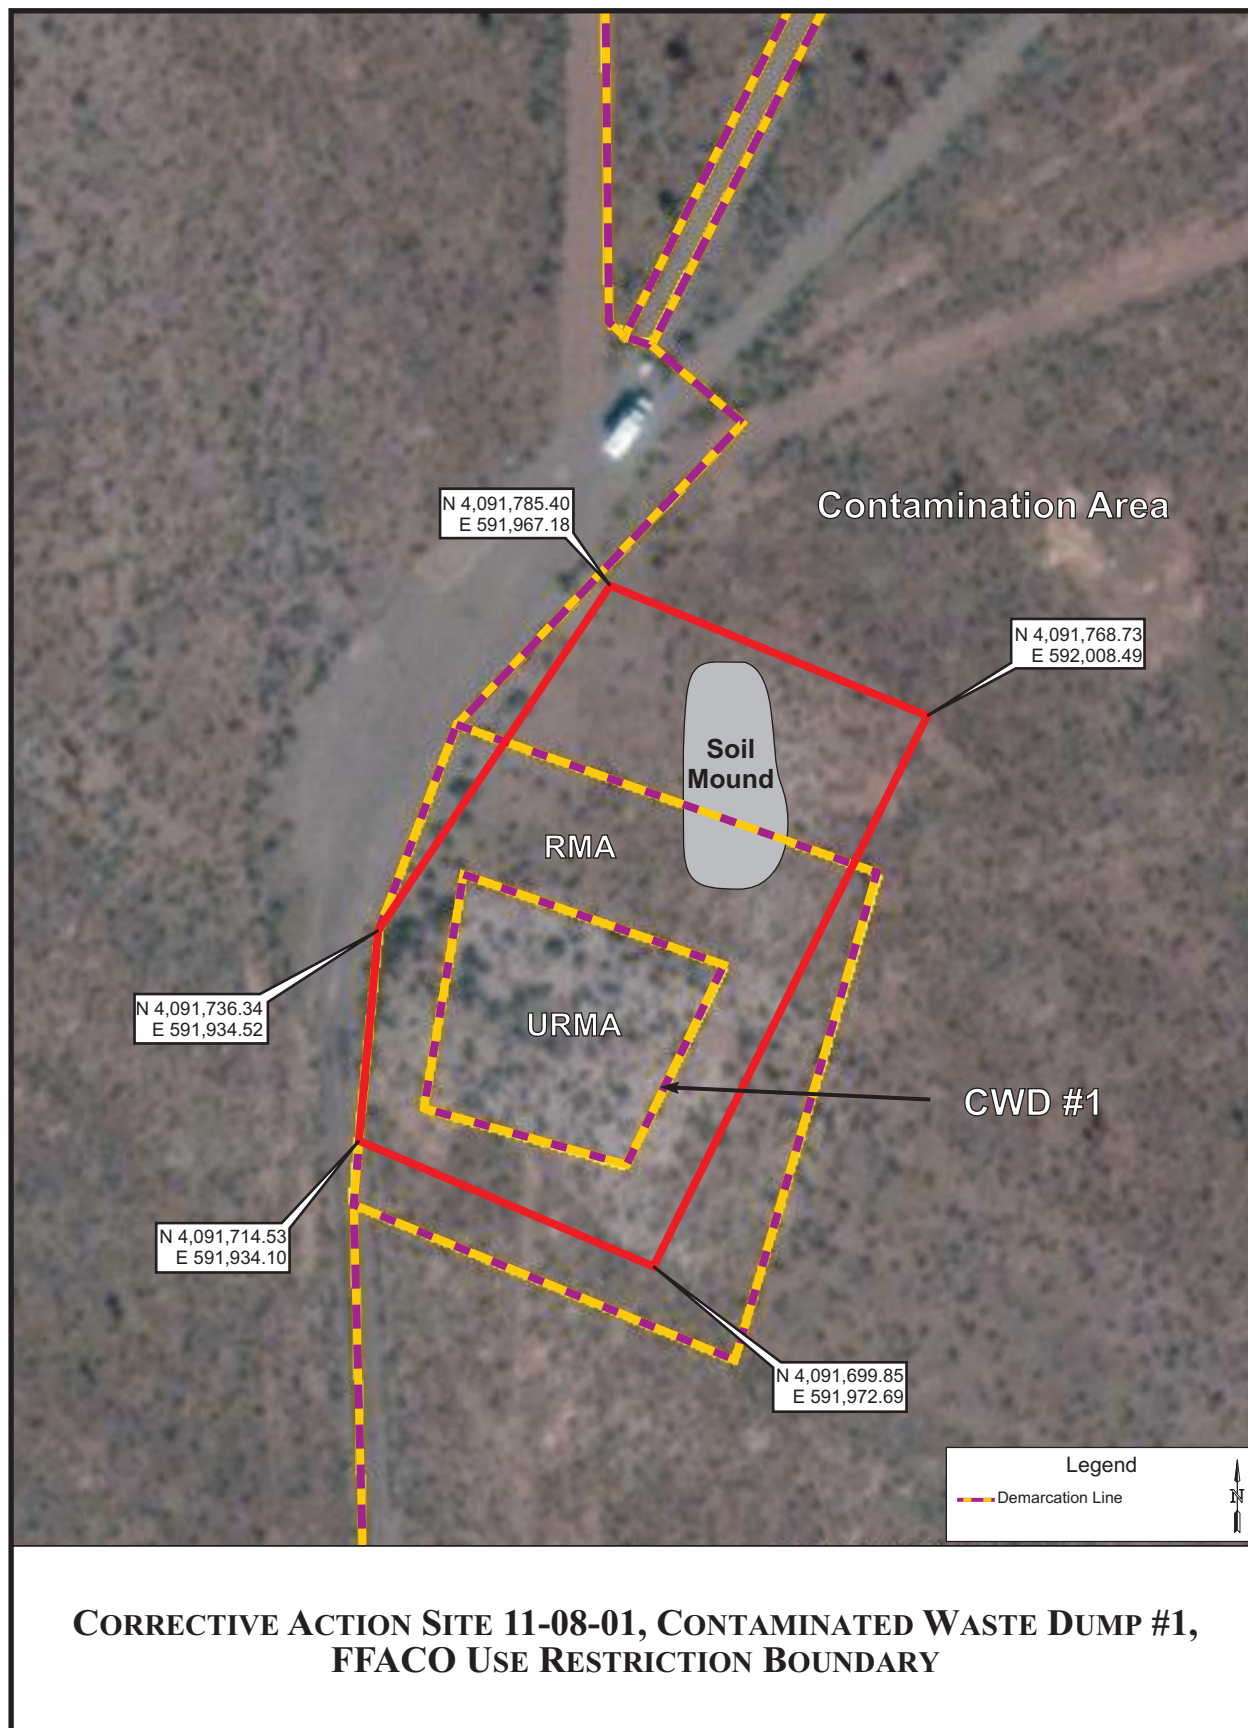 N 4,091,785.40
E 591,967.18
Contamination Area
N 4,091,768.73
E 592,008.49
Soil
Mound
RMA
N 4,091,736.34
E 591,934.52
URMA
CWD #1
N 4,091,714.53
E 591,934.10
N 4,091,699.85
E 591,972.69
Legend
Demarcation Line
N
CORRECTIVE ACTION SITE 11-08-01, CONTAMINATED WASTE DUMP #1,
FFACO USE RESTRICTION BOUNDARY